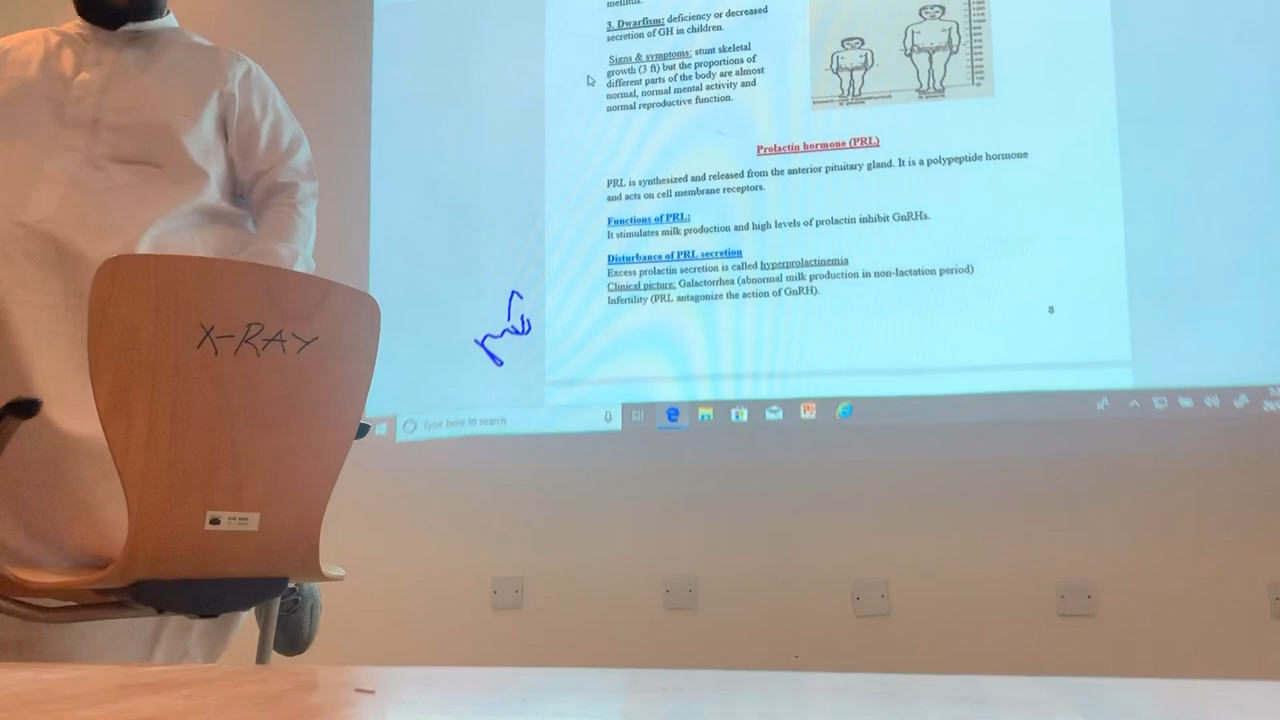 mellitus.
3. Dwarfism: deficiency or decreased
secretion of GH in children.
Signs & symptoms: stunt skeletal
growth (3 ft) but the proportions of
different parts of the body are almost
normal, normal mental activity and
normal reproductive function.
Prolactin hormone (PRL)
PRL is synthesized and released from the anterior pituitary gland. It is a polypeptide hormone
and acts on cell membrane receptors.
Functions of PRL:
It stimulates milk production and high levels of prolactin inhibit GnRHs.
Disturbance of PRL secretion
Excess prolactin secretion is called hyperprolactinemia
Clinical picture: Galactorrhea (abnormal milk production in non-lactation period)
Infertility (PRL antagonize the action of GnRH).
8
Type here to search
X-RAY